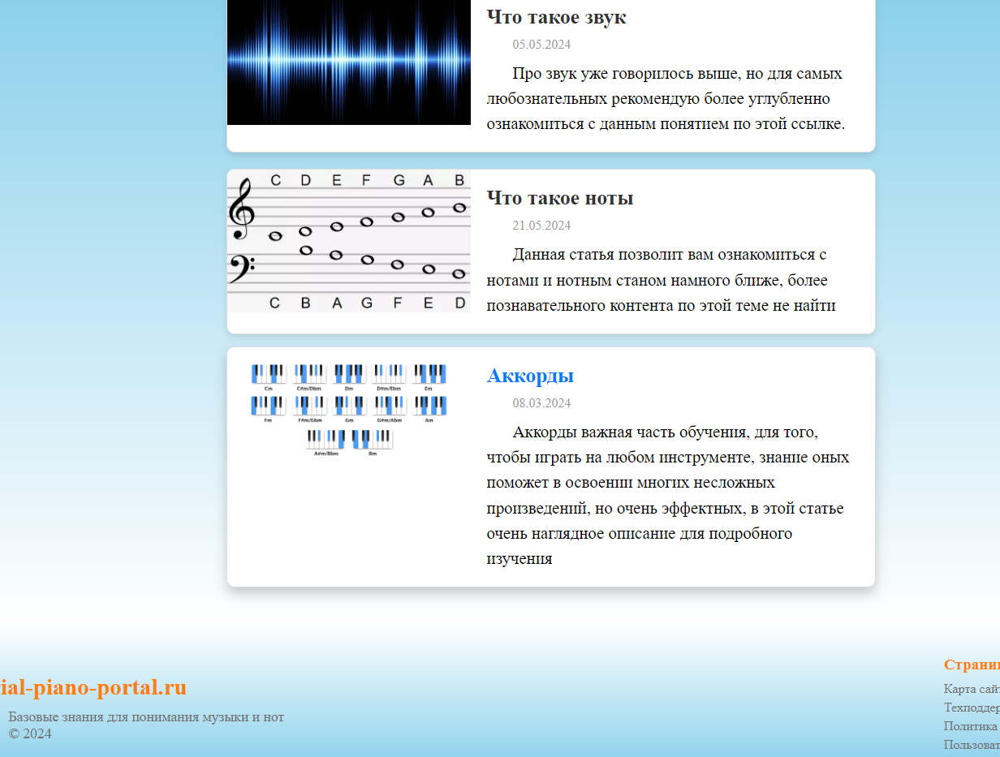 Что такое звук
05.05.2024
Про звук уже говорилось выше, но для самых
любознательных рекомендую более углубленно
ознакомиться с данным понятием по этой ссылке.
C D E F G A B
C B A G F E D
Что такое ноты
21.05.2024
Данная статья позволит вам ознакомиться с
нотами и нотным станом намного ближе, более
познавательного контента по этой теме не найти
Cm C#m/Dbm Dm D#m/Ebm Em
Fm F#m/Gbm Gm G#m/Abm Am
A#m/Bbm Bm
Аккорды
08.03.2024
Аккорды важная часть обучения, для того,
чтобы играть на любом инструменте, знание оных
поможет в освоении многих несложных
произведений, но очень эффектных, в этой статье
очень наглядное описание для подробного
изучения
ial-piano-portal.ru
Базовые знания для понимания музыки и нот
© 2024
Страни
Карта сай
Техподдер
Политика
Пользоват